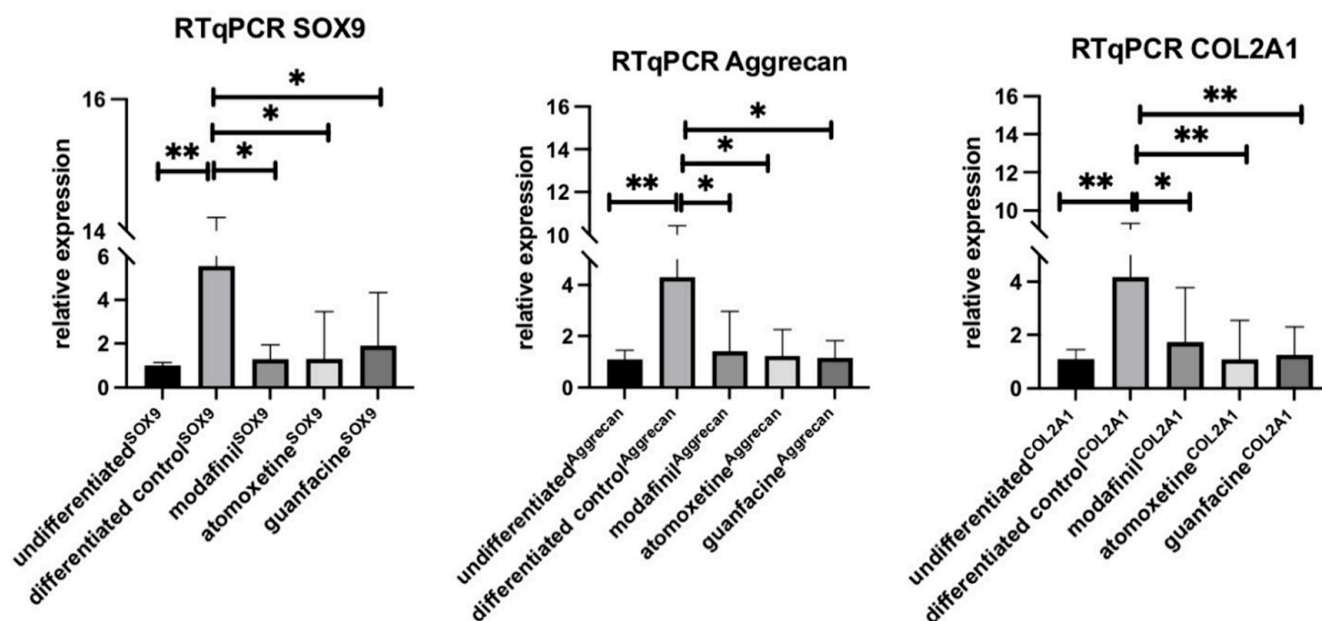 RTqPCR SOX9
relative expression
16
14
6
4
2
0
**
*
*
*
undifferentiatedSOX9
differentiated controlSOX9
modafinilSOX9
atomoxetineSOX9
guanfacineSOX9
RTqPCR Aggrecan
relative expression
16
14
12
10
4
2
0
**
*
*
*
undifferentiatedAggrecan
differentiated controlAggrecan
modafinilAggrecan
atomoxetineAggrecan
guanfacineAggrecan
RTqPCR COL2A1
relative expression
16
14
12
10
4
2
0
**
*
**
**
undifferentiatedCOL2A1
differentiated controlCOL2A1
modafinilCOL2A1
atomoxetineCOL2A1
guanfacineCOL2A1